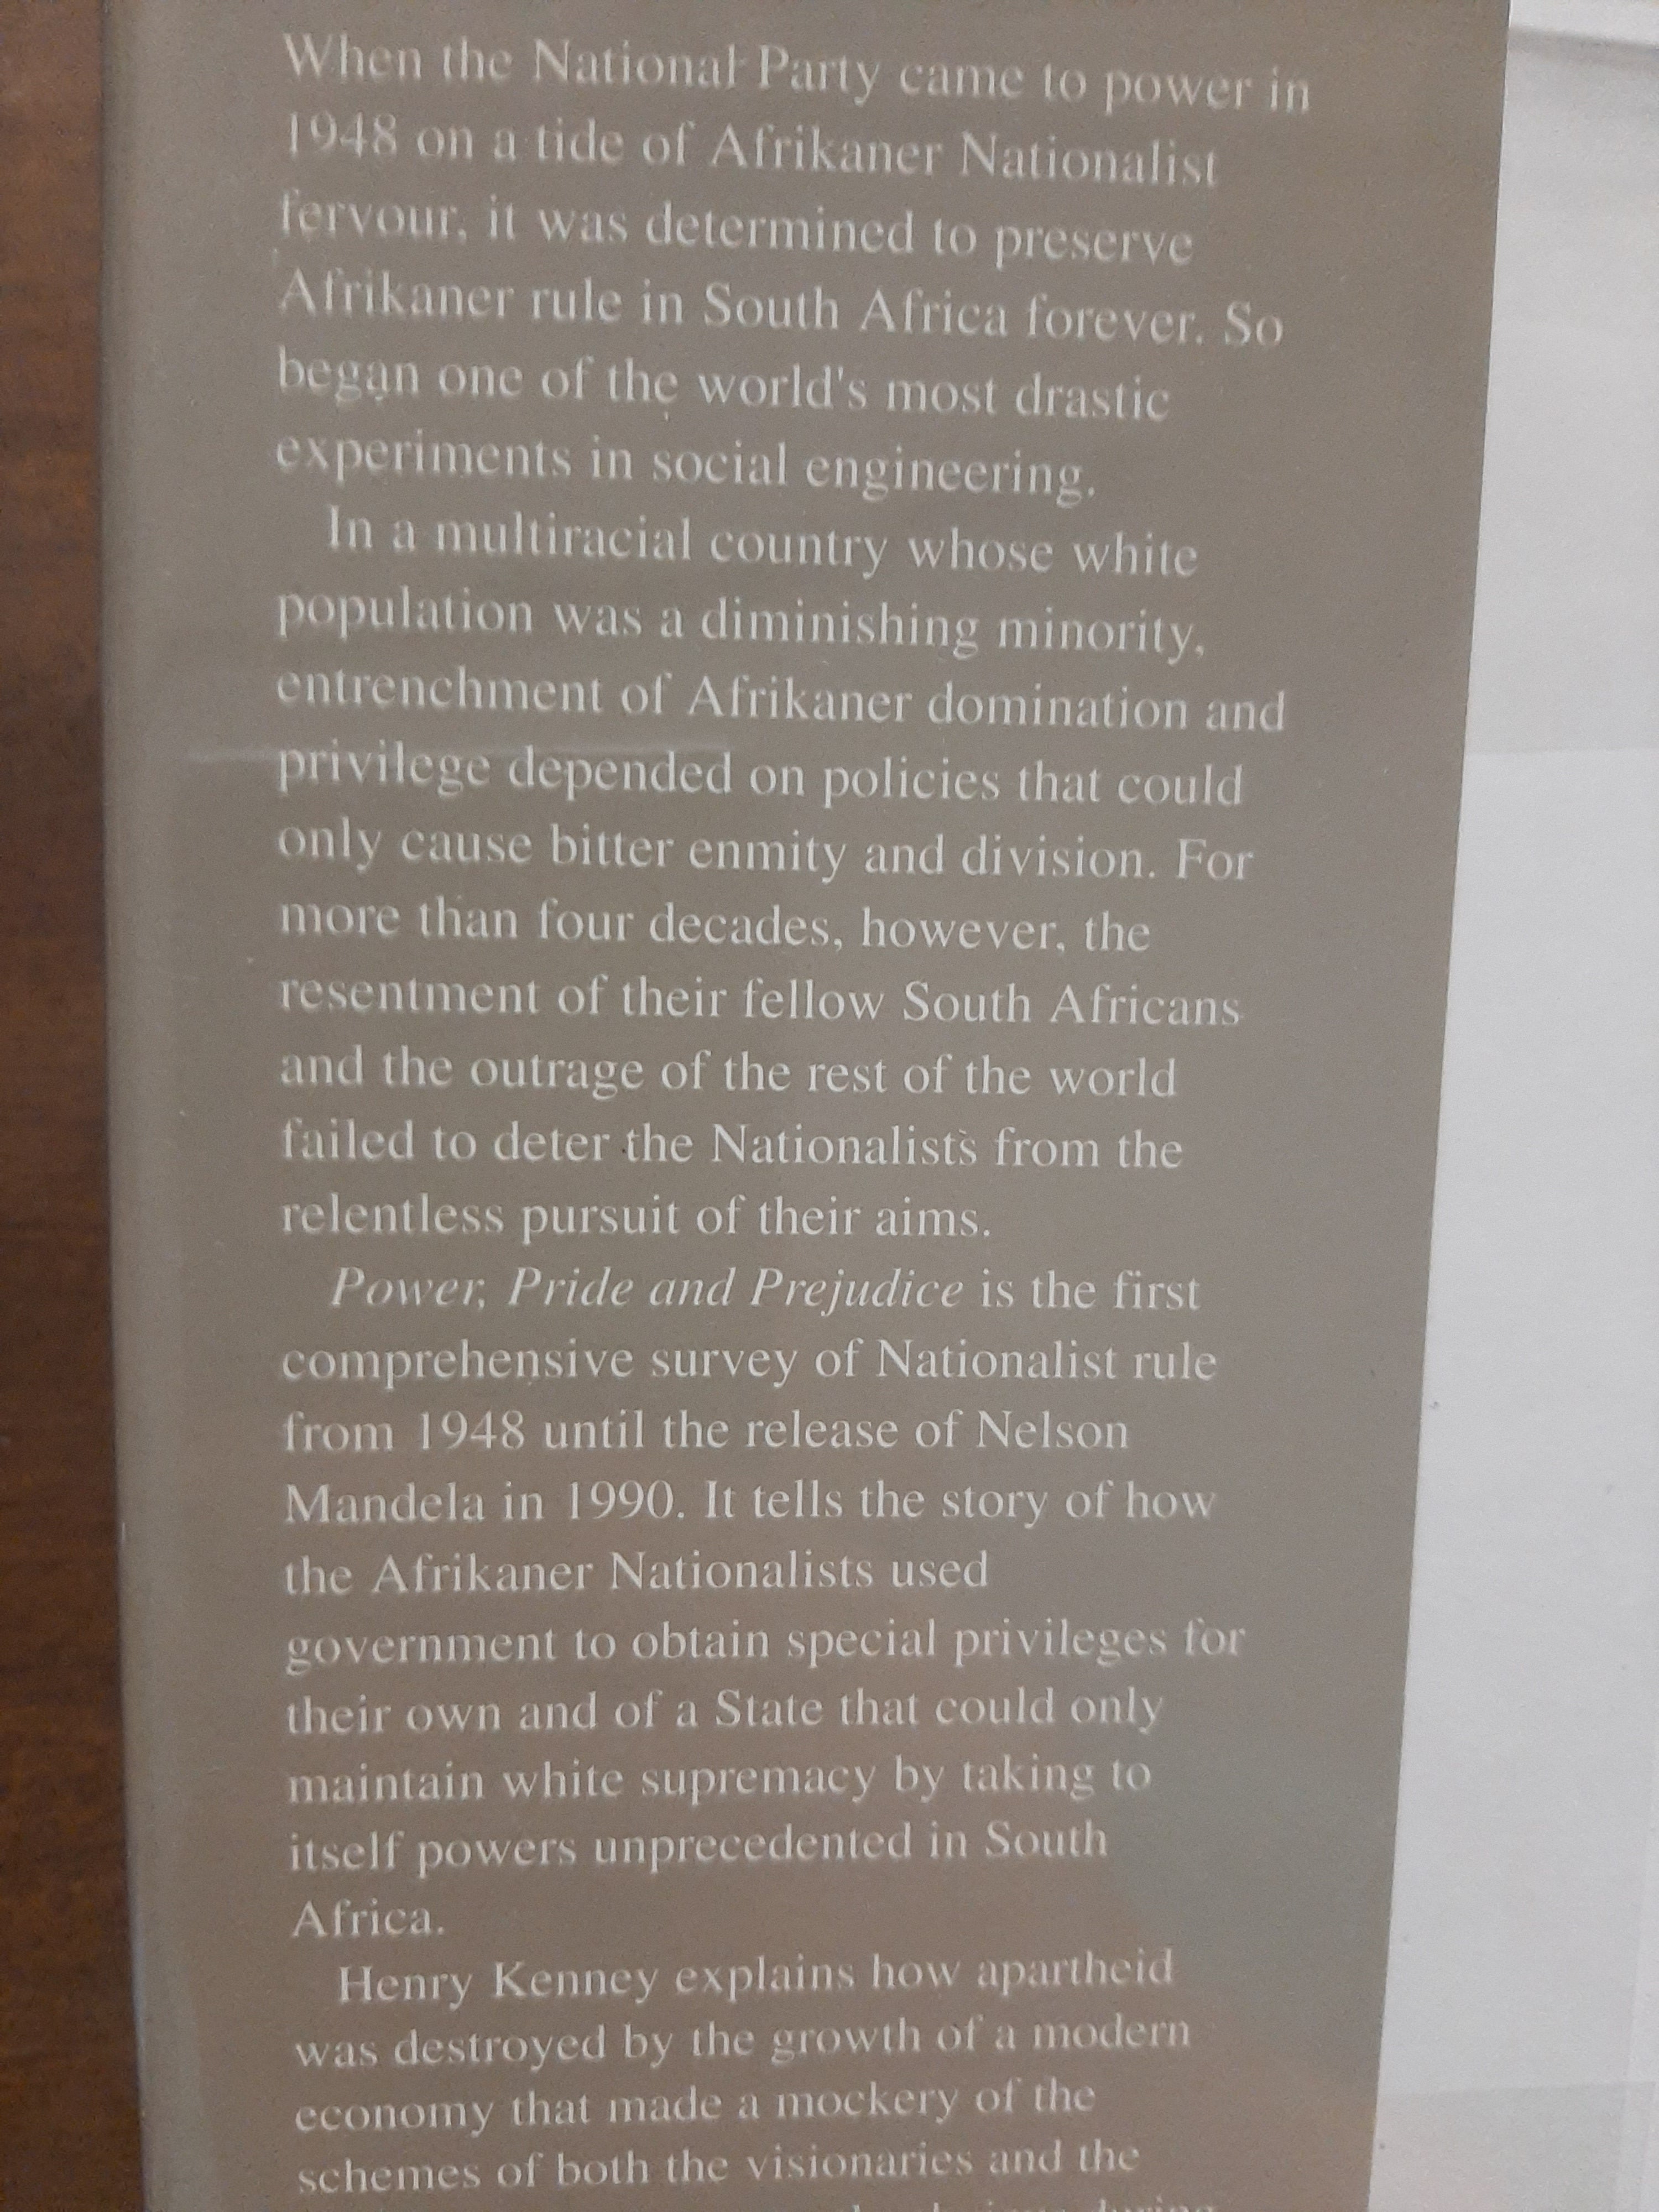 When the National Party came to power in
1948 on a tide of Afrikaner Nationalist
fervour, it was determined to preserve
Afrikaner rule in South Africa forever. So
began one of the world's most drastic
experiments in social engineering.
In a multiracial country whose white
population was a diminishing minority,
entrenchment of Afrikaner domination and
privilege depended on policies that could
only cause bitter enmity and division. For
more than four decades, however, the
resentment of their fellow South Africans
and the outrage of the rest of the world
failed to deter the Nationalists from the
relentless pursuit of their aims.
Power, Pride and Prejudice is the first
comprehensive survey of Nationalist rule
from 1948 until the release of Nelson
Mandela in 1990. It tells the story of how
the Afrikaner Nationalists used
government to obtain special privileges for
their own and of a State that could only
maintain white supremacy by taking to
itself powers unprecedented in South
Africa.
Henry Kenney explains how apartheid
was destroyed by the growth of a modern
economy that made a mockery of the
schemes of both the visionaries and the